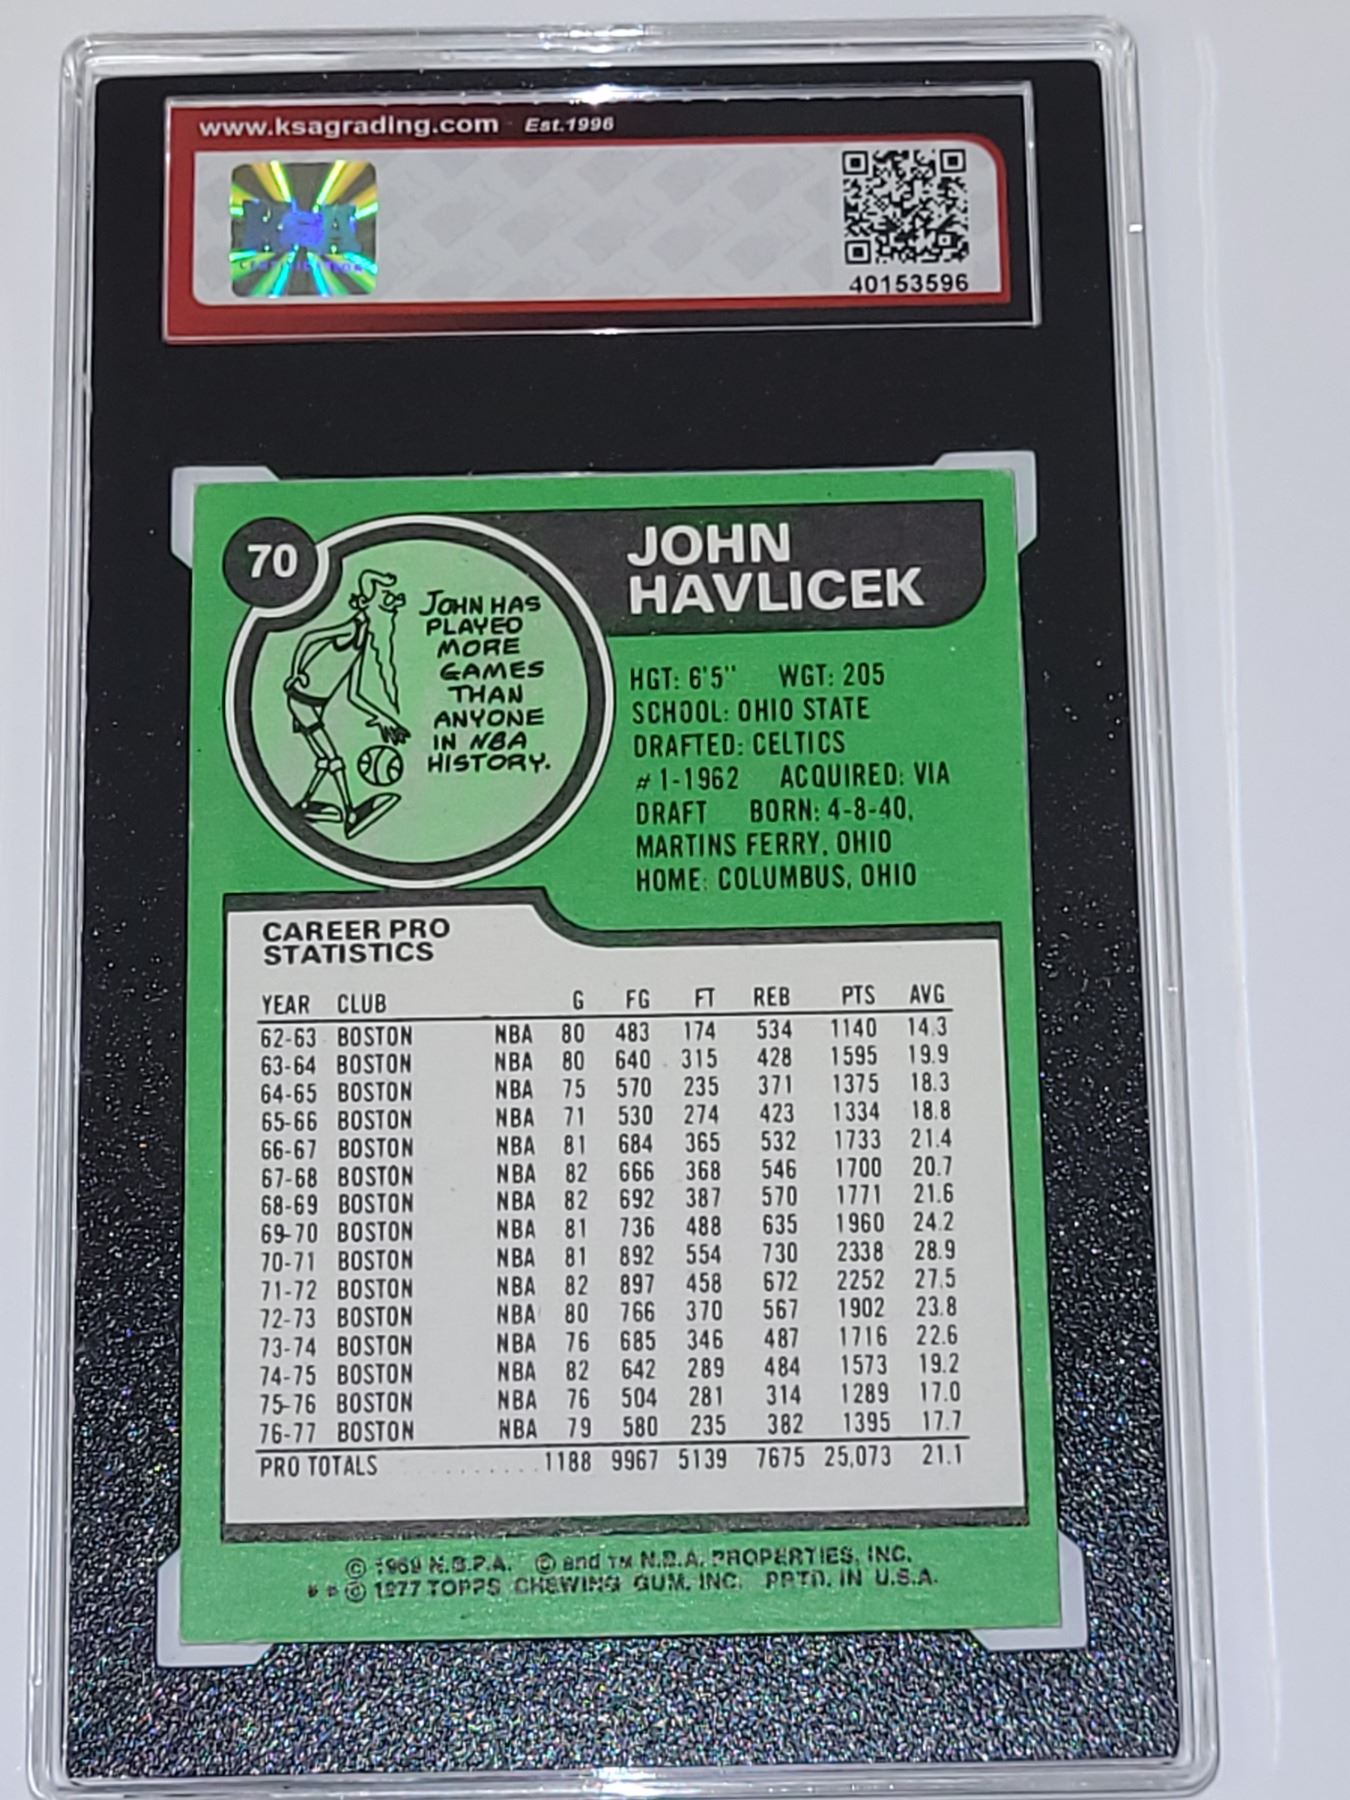 www.ksagrading.com Est.1996
KSA
40153596
70
JOHN
HAVLICEK
JOHN HAS
PLAYED
MORE
GAMES
THAN
ANYONE
IN NBA
HISTORY.
HGT: 6'5" WGT: 205
SCHOOL: OHIO STATE
DRAFTED: CELTICS
# 1-1962 ACQUIRED: VIA
DRAFT BORN: 4-8-40,
MARTINS FERRY, OHIO
HOME: COLUMBUS, OHIO
CAREER PRO
STATISTICS
YEAR CLUB G FG FT REB PTS AVG
62-63 BOSTON NBA 80 483 174 534 1140 14.3
63-64 BOSTON NBA 80 640 315 428 1595 19.9
64-65 BOSTON NBA 75 570 235 371 1375 18.3
65-66 BOSTON NBA 71 530 274 423 1334 18.8
66-67 BOSTON NBA 81 684 365 532 1733 21.4
67-68 BOSTON NBA 82 666 368 546 1700 20.7
68-69 BOSTON NBA 82 692 387 570 1771 21.6
69-70 BOSTON NBA 81 736 488 635 1960 24.2
70-71 BOSTON NBA 81 892 554 730 2338 28.9
71-72 BOSTON NBA 82 897 458 672 2252 27.5
72-73 BOSTON NBA 80 766 370 567 1902 23.8
73-74 BOSTON NBA 76 685 346 487 1716 22.6
74-75 BOSTON NBA 82 642 289 484 1573 19.2
75-76 BOSTON NBA 76 504 281 314 1289 17.0
76-77 BOSTON NBA 79 580 235 382 1395 17.7
PRO TOTALS ..........1188 9967 5139 7675 25,073 21.1
© 1969 N.B.P.A. © and TM N.B.A. PROPERTIES, INC.
* * © 1977 TOPPS CHEWING GUM, INC. PRTD. IN U.S.A.